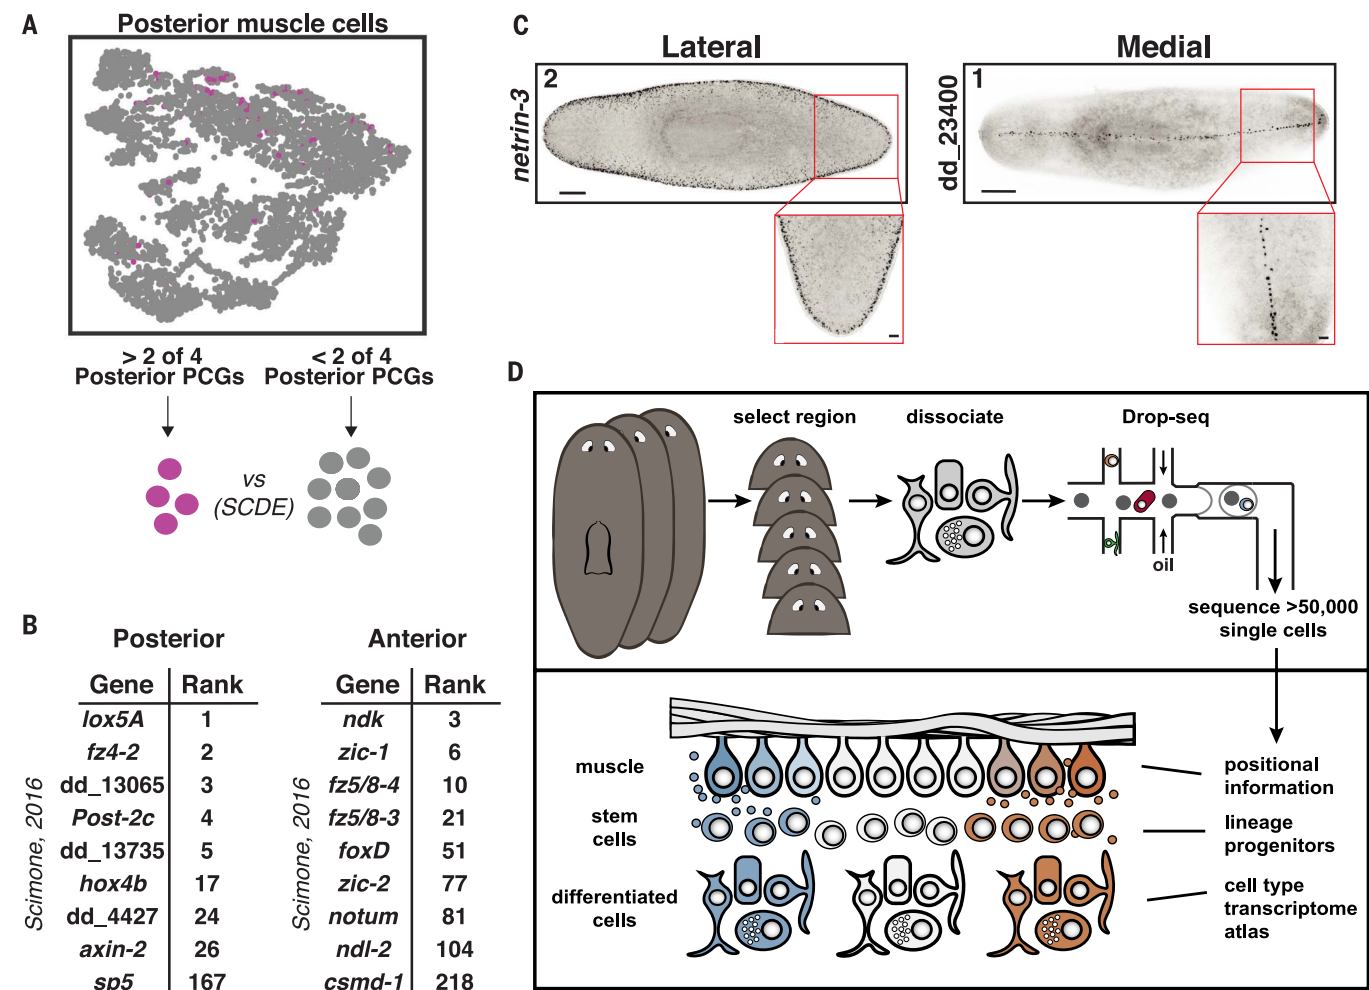 A
Posterior muscle cells
> 2 of 4
Posterior PCGs
< 2 of 4
Posterior PCGs
vs
(SCDE)
B
Posterior
Gene Rank
Scimone, 2016
lox5A 1
fz4-2 2
dd_13065 3
Post-2c 4
dd_13735 5
hox4b 17
dd_4427 24
axin-2 26
sp5 167
Anterior
Gene Rank
Scimone, 2016
ndk 3
zic-1 6
fz5/8-4 10
fz5/8-3 21
foxD 51
zic-2 77
notum 81
ndl-2 104
csmd-1 218
C
Lateral
netrin-3
2
Medial
dd_23400
1
D
select region
dissociate
Drop-seq
oil
sequence >50,000
single cells
muscle
stem
cells
differentiated
cells
positional
information
lineage
progenitors
cell type
transcriptome
atlas